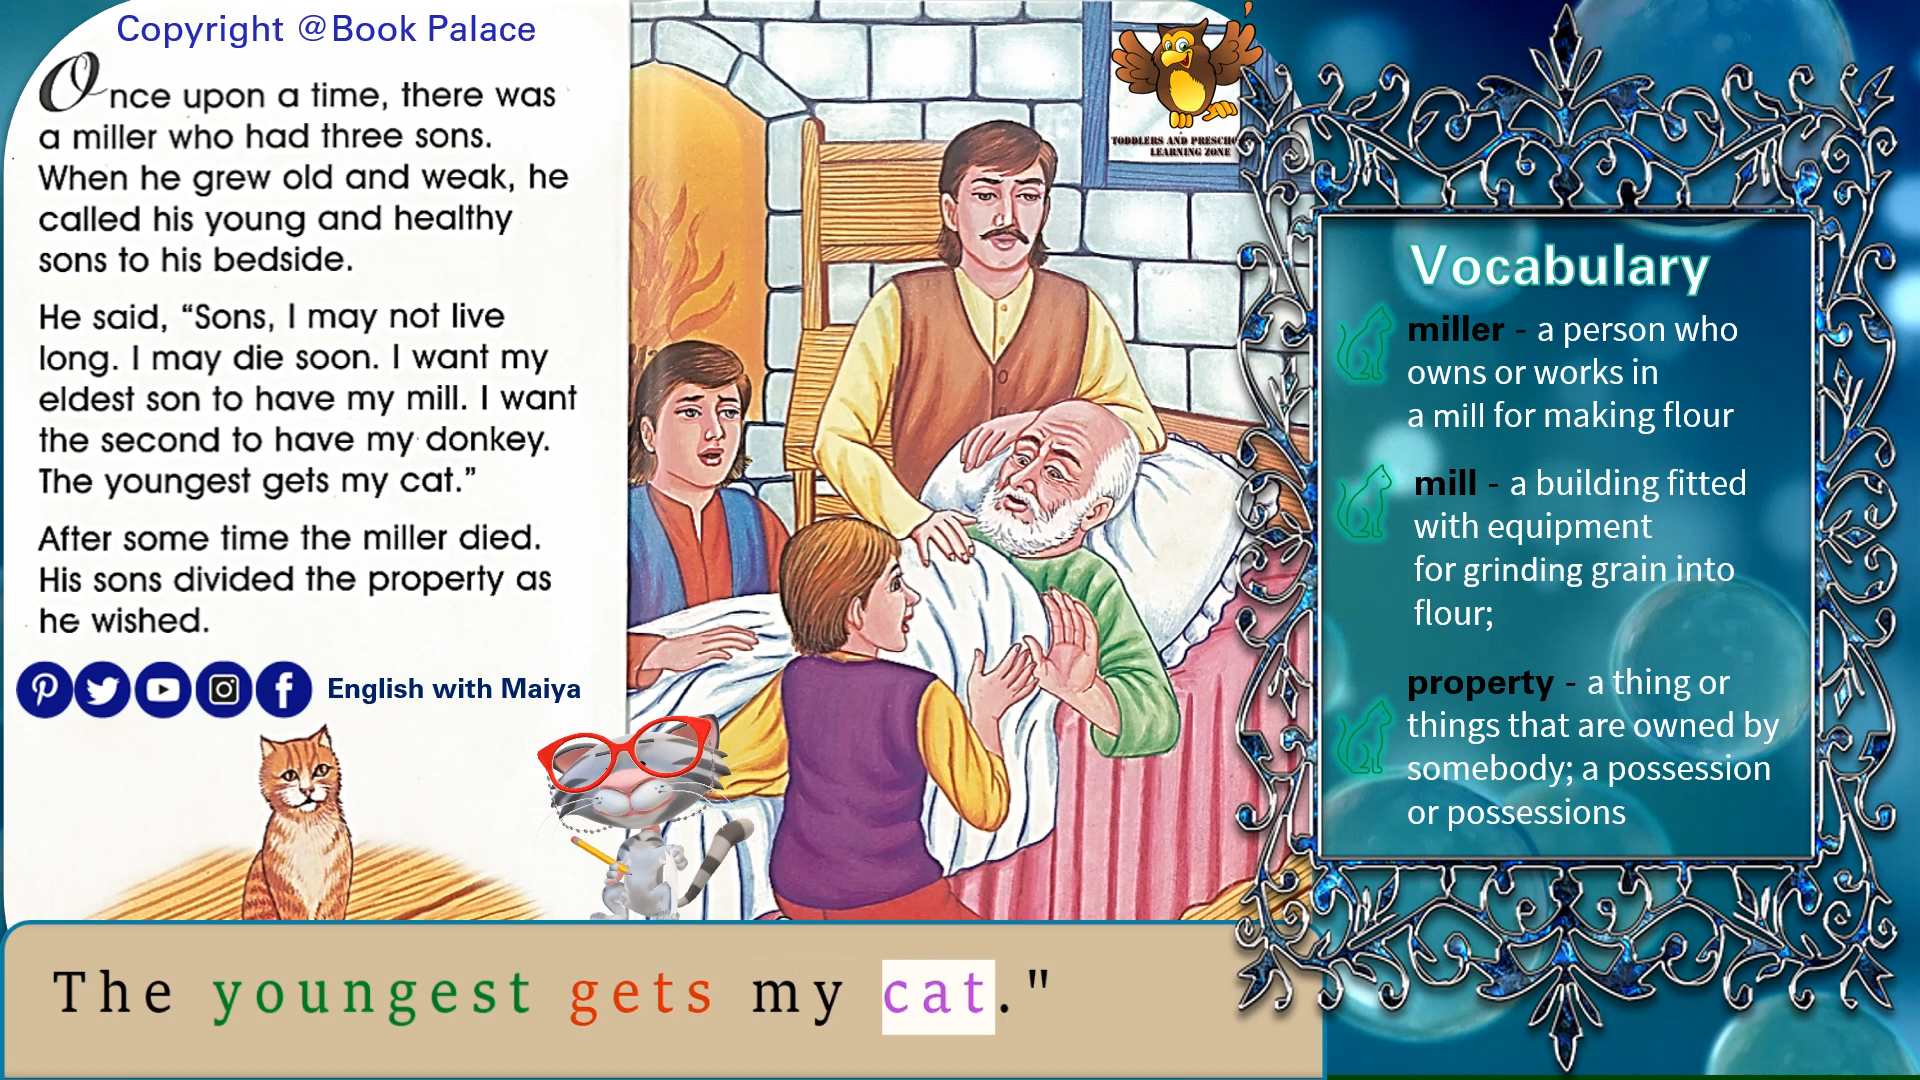 Copyright @Book Palace
Once upon a time, there was
a miller who had three sons.
When he grew old and weak, he
called his young and healthy
sons to his bedside.
He said, “Sons, I may not live
long. I may die soon. I want my
eldest son to have my mill. I want
the second to have my donkey.
The youngest gets my cat.”
After some time the miller died.
His sons divided the property as
he wished.
English with Maiya
TODDLERS AND
LEARNING ZONE
Vocabulary
miller - a person who
owns or works in
a mill for making flour
mill - a building fitted
with equipment
for grinding grain into
flour;
property - a thing or
things that are owned by
somebody; a possession
or possessions
The youngest gets my cat."